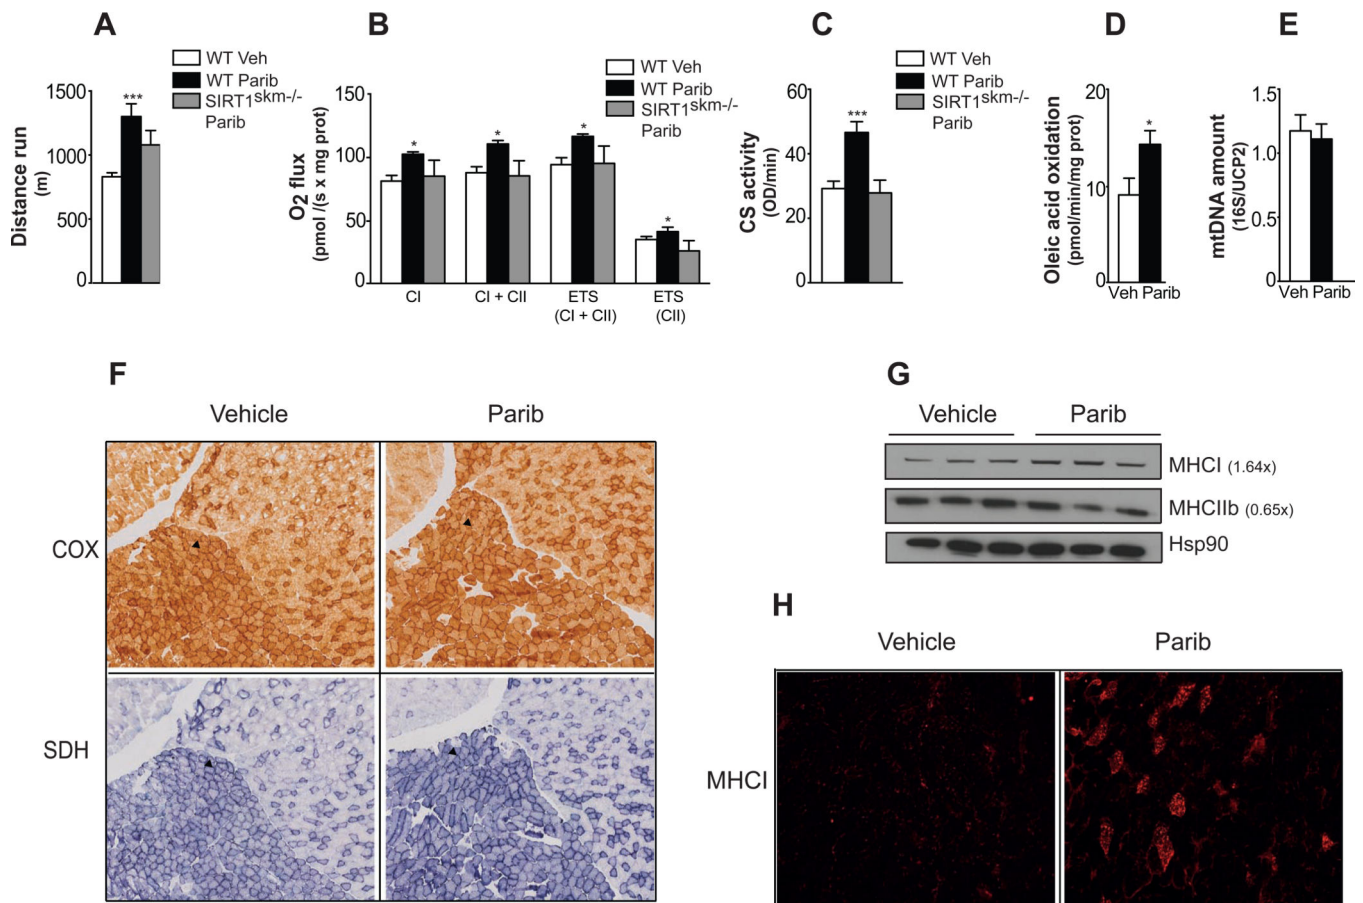 A
WT Veh
WT Parib
SIRT1skm-/-
Parib
***
1500
1000
500
0
Distance run
(m)
B
WT Veh
WT Parib
SIRT1skm-/-
Parib
150
100
50
0
O2 flux
(pmol /(s x mg prot)
*
*
*
*
CI
CI + CII
ETS
(CI + CII)
ETS
(CII)
C
WT Veh
WT Parib
SIRT1skm-/-
Parib
***
60
40
20
0
CS activity
(OD/min)
D
*
20
10
0
Oleic acid oxidation
(pmol/min/mg prot)
Veh Parib
E
1.5
1.0
0.5
0
mtDNA amount
(16S/UCP2)
Veh Parib
F
Vehicle
Parib
COX
SDH
G
Vehicle
Parib
MHCI (1.64x)
MHCIIb (0.65x)
Hsp90
H
Vehicle
Parib
MHCI